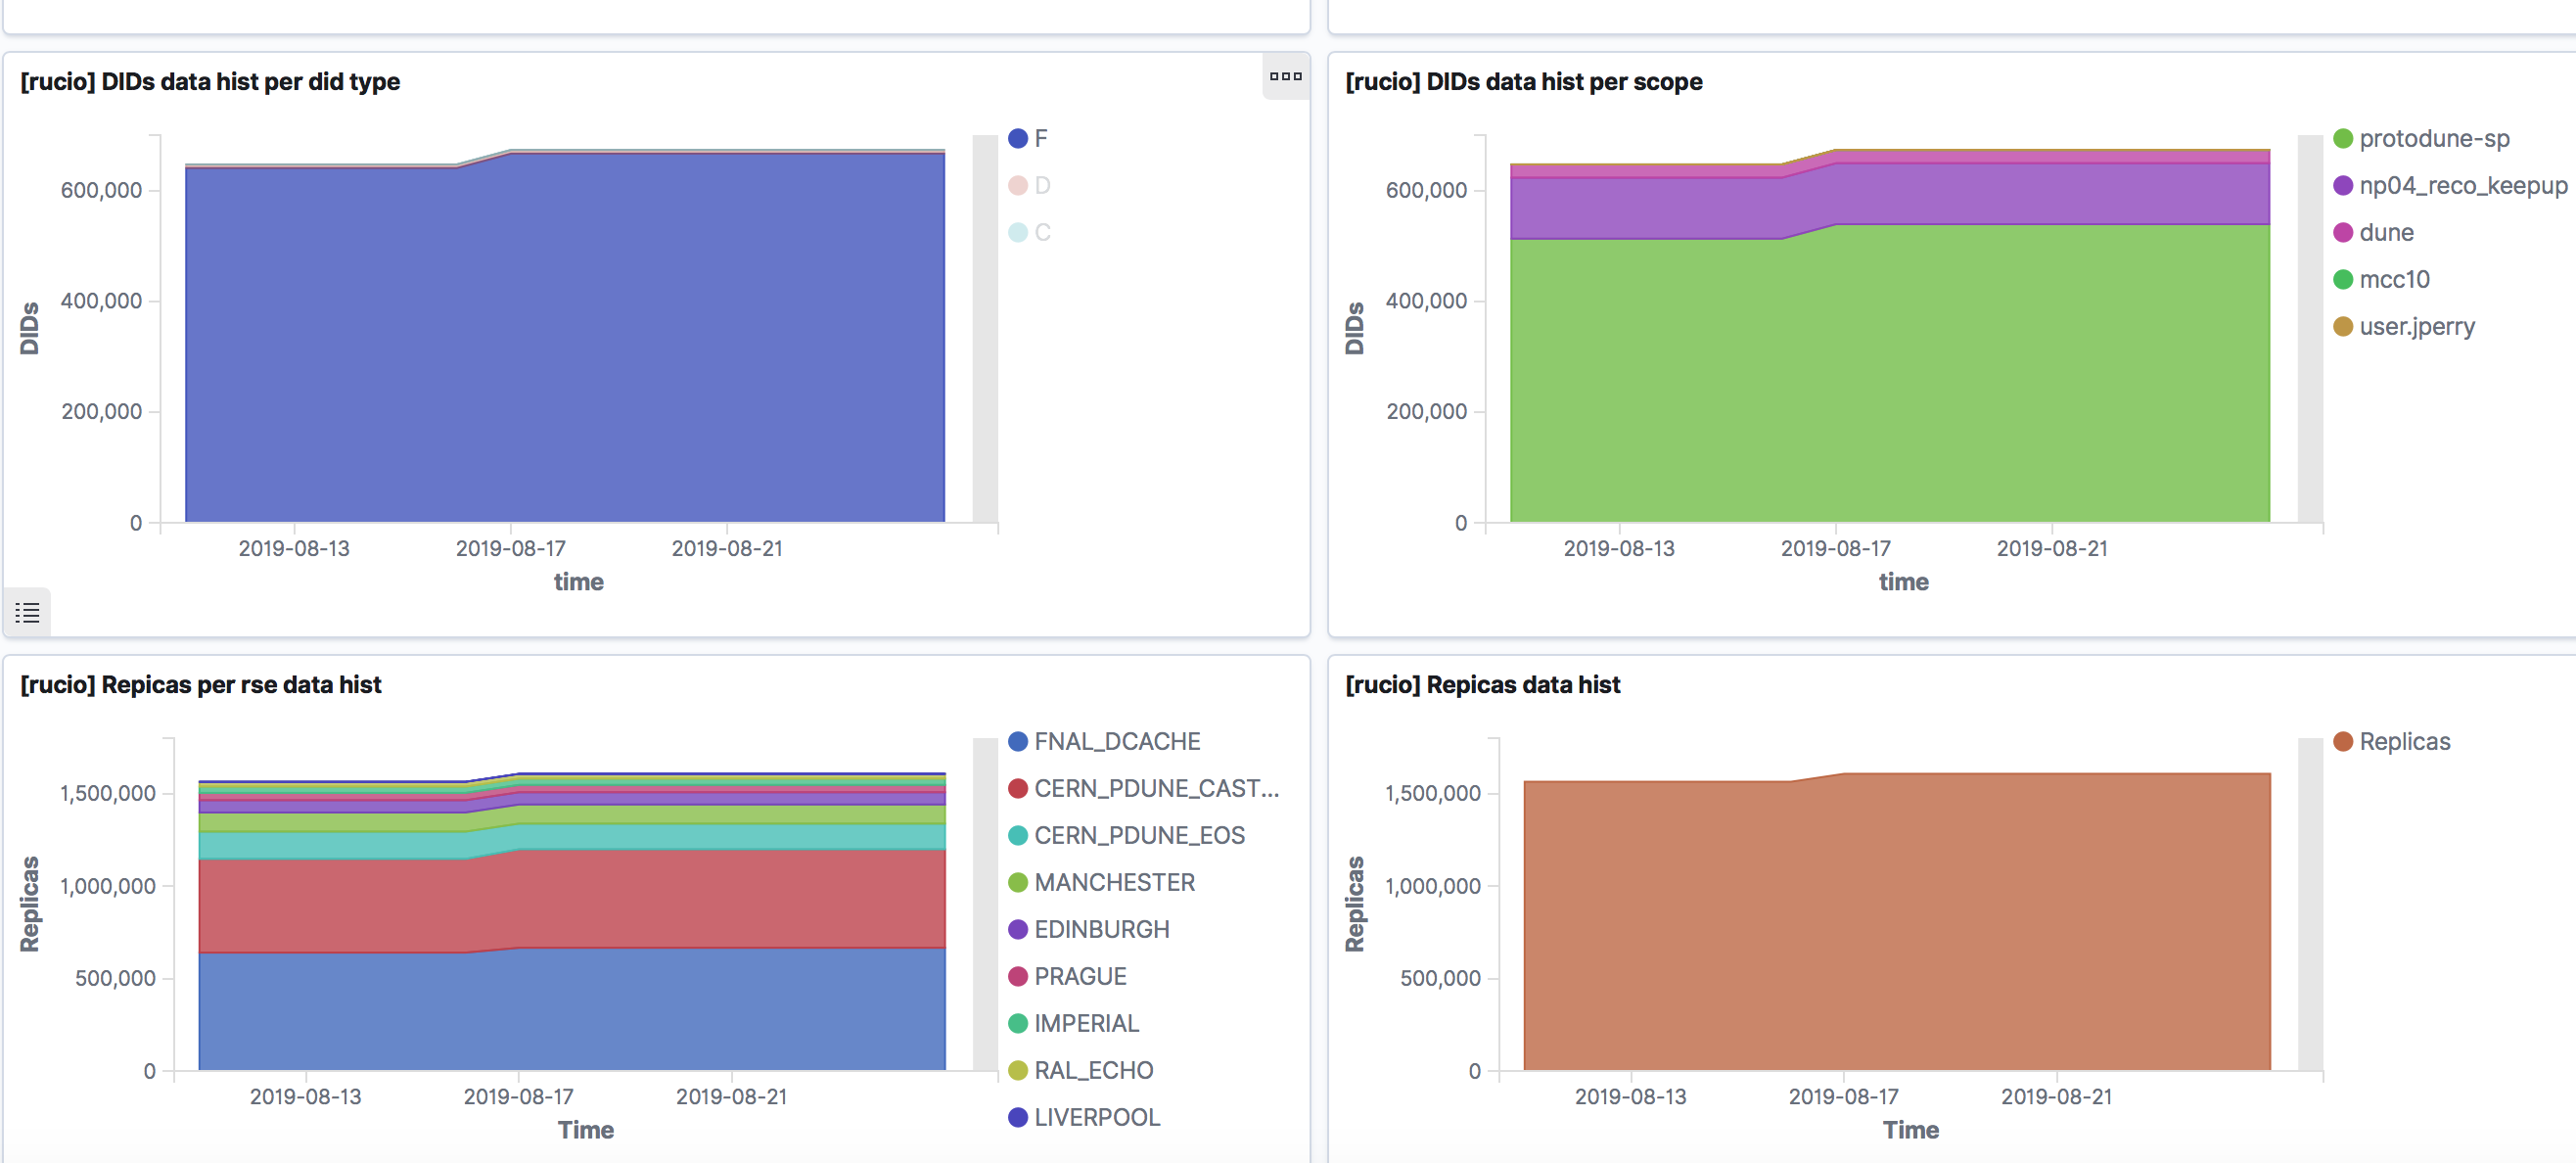 [rucio] DIDs data hist per did type
DIDs
600,000
400,000
200,000
0
2019-08-13 2019-08-17 2019-08-21
time
F
D
C
[rucio] DIDs data hist per scope
DIDs
600,000
400,000
200,000
0
2019-08-13 2019-08-17 2019-08-21
time
protodune-sp
np04_reco_keepup
dune
mcc10
user.jperry
[rucio] Repicas per rse data hist
Replicas
1,500,000
1,000,000
500,000
0
2019-08-13 2019-08-17 2019-08-21
Time
FNAL_DCACHE
CERN_PDUNE_CAST...
CERN_PDUNE_EOS
MANCHESTER
EDINBURGH
PRAGUE
IMPERIAL
RAL_ECHO
LIVERPOOL
[rucio] Repicas data hist
Replicas
1,500,000
1,000,000
500,000
0
2019-08-13 2019-08-17 2019-08-21
Time
Replicas